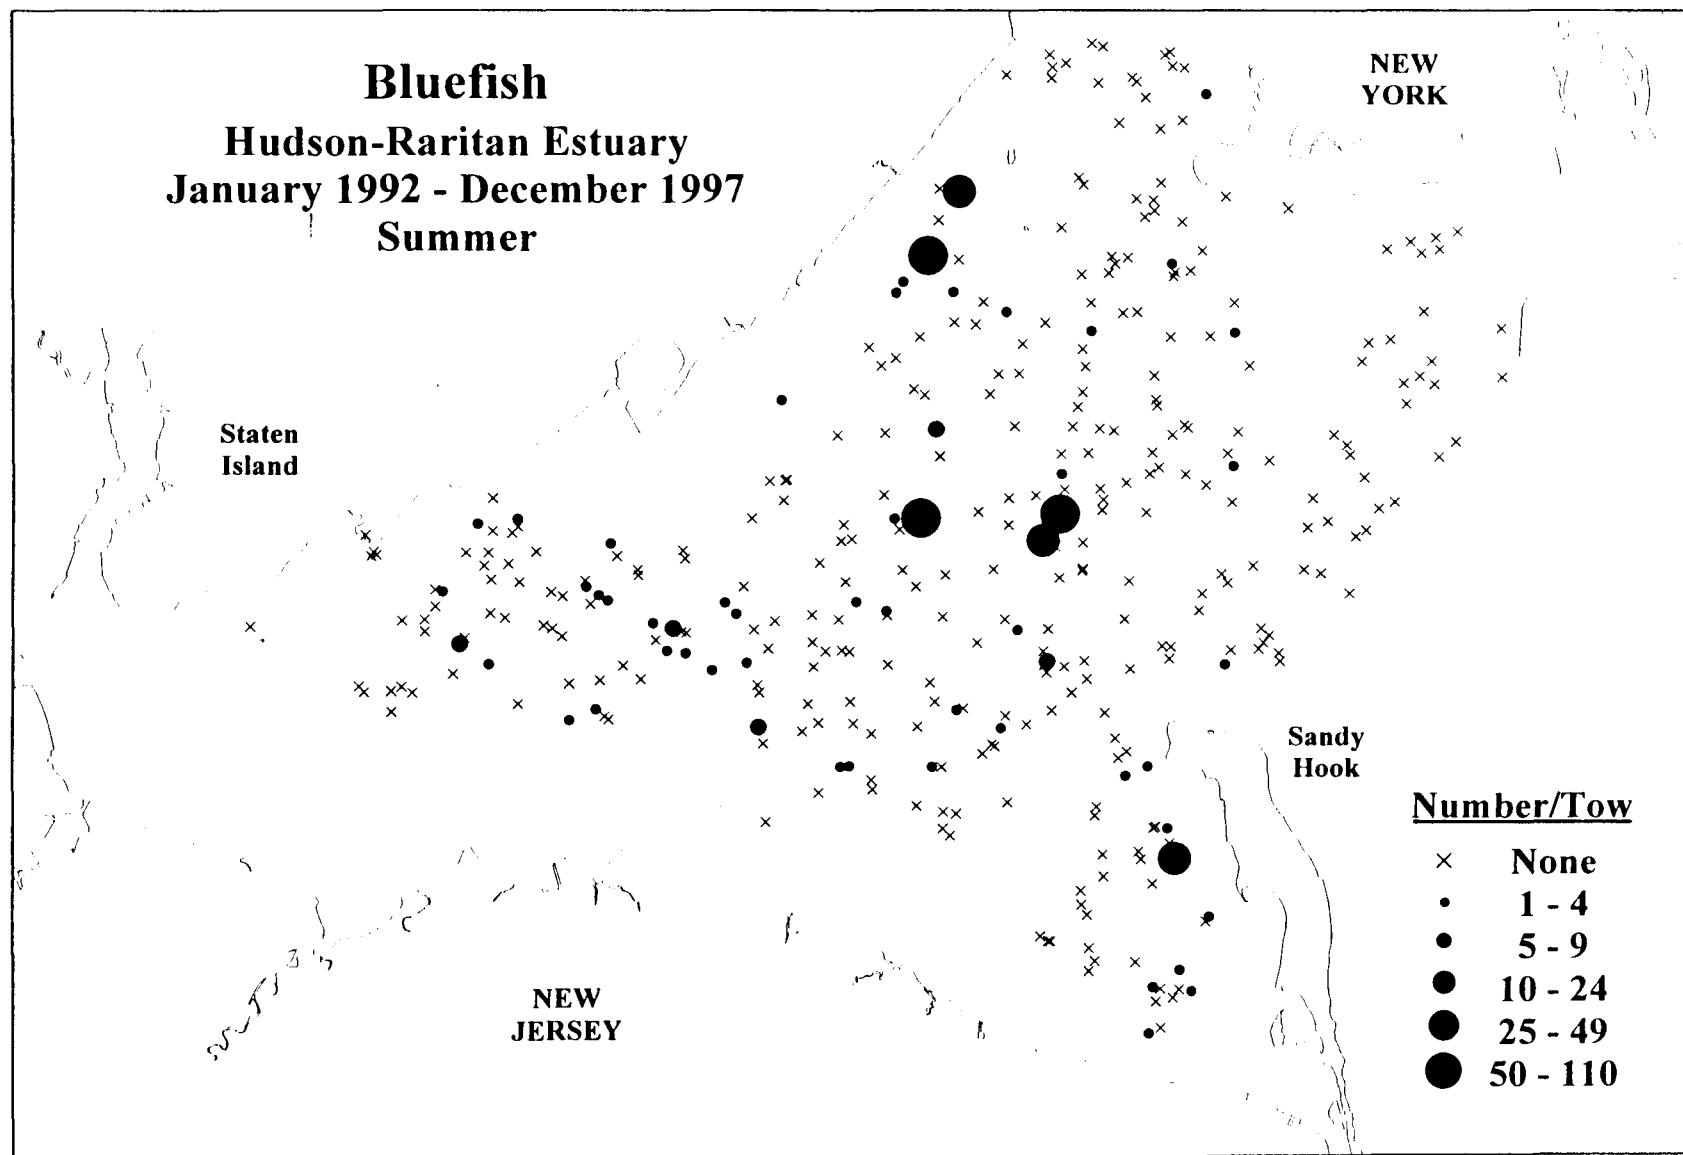 Bluefish
Hudson-Raritan Estuary
January 1992 - December 1997
Summer
NEW
YORK
Staten
Island
Sandy
Hook
NEW
JERSEY
Number/Tow
None
1 - 4
5 - 9
10 - 24
25 - 49
50 - 110